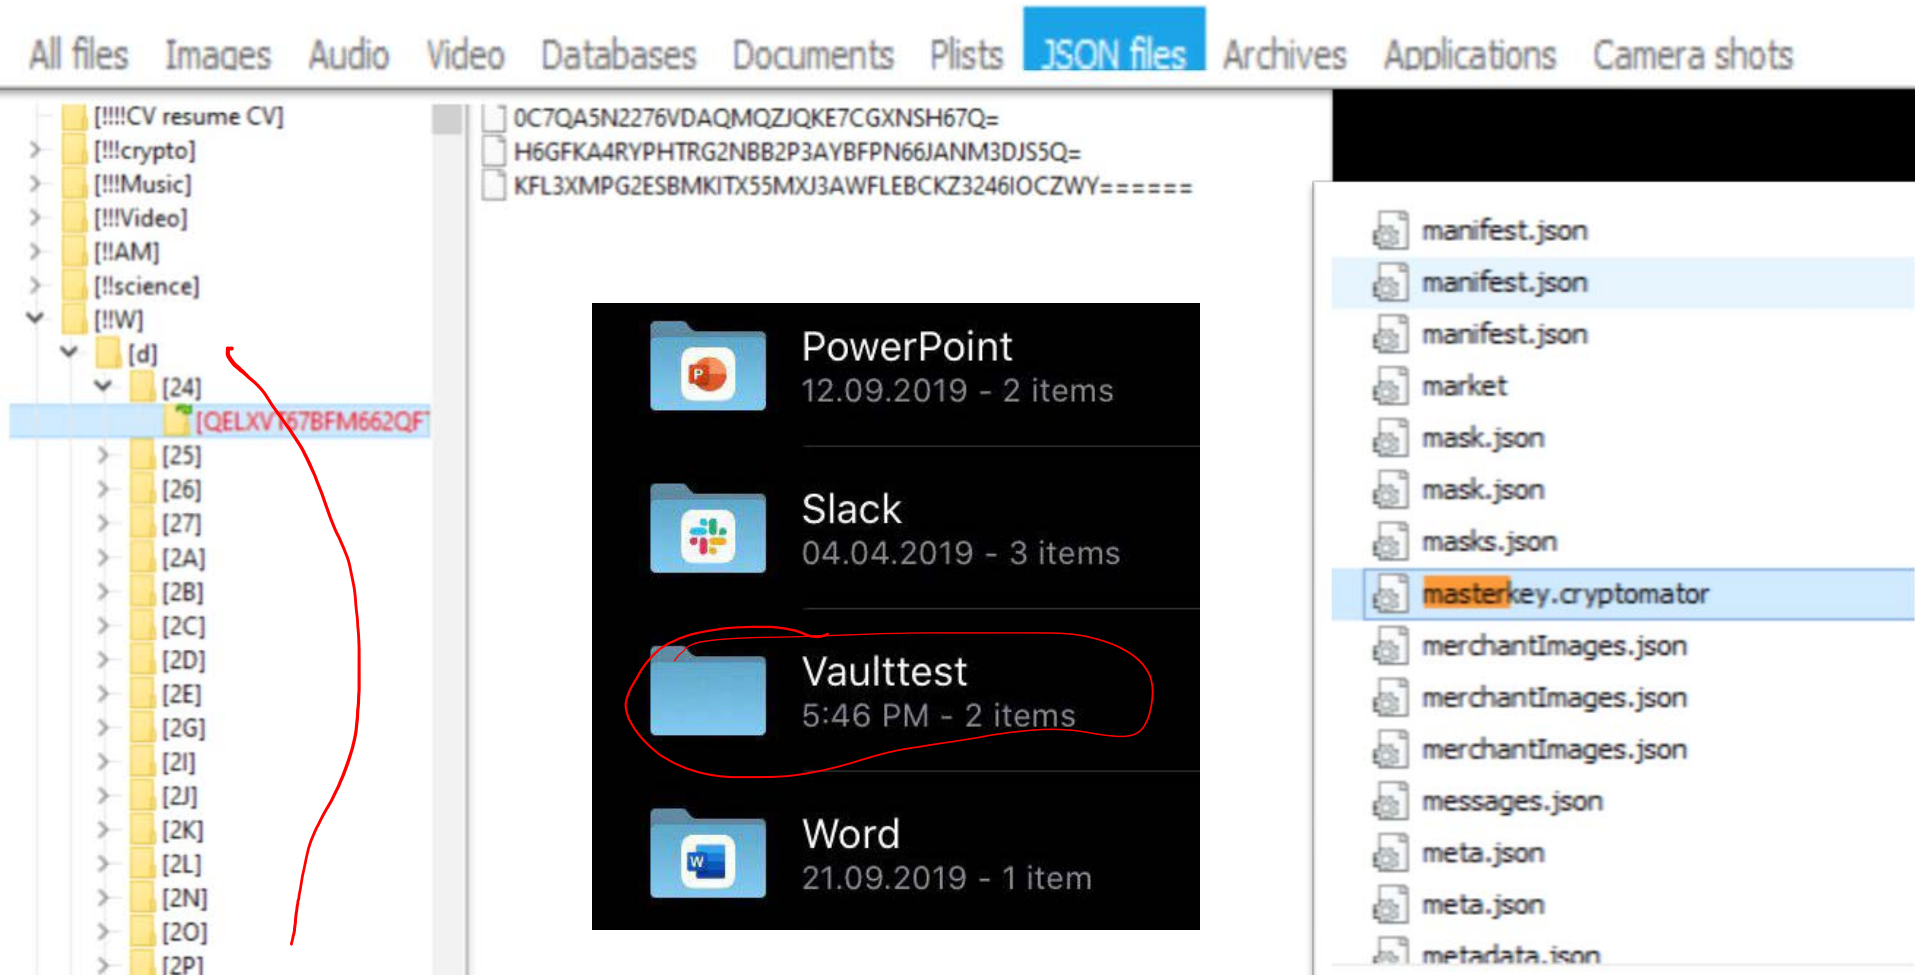 All files Images Audio Video Databases Documents Plists JSON files Archives Applications Camera shots
[!!!!CV resume CV]
[!!!crypto]
[!!!Music]
[!!!Video]
[!!AM]
[!!science]
[!!W]
[d]
[24]
[QELXVT67BFM662QF
[25]
[26]
[27]
[2A]
[2B]
[2C]
[2D]
[2E]
[2G]
[2I]
[2J]
[2K]
[2L]
[2N]
[2O]
[2P]
0C7QA5N2276VDAQMQZJQKE7CGXNSH67Q=
H6GFKA4RYPHTRG2NBB2P3AYBFPN66JANM3DJS5Q=
KFL3XMPG2ESBMKITX55MXJ3AWFLEBCKZ3246IOCZWY======
PowerPoint
12.09.2019 - 2 items
Slack
04.04.2019 - 3 items
Vaulttest
5:46 PM - 2 items
Word
21.09.2019 - 1 item
manifest.json
manifest.json
manifest.json
market
mask.json
mask.json
masks.json
masterkey.cryptomator
merchantImages.json
merchantImages.json
merchantImages.json
messages.json
meta.json
meta.json
metadata.json